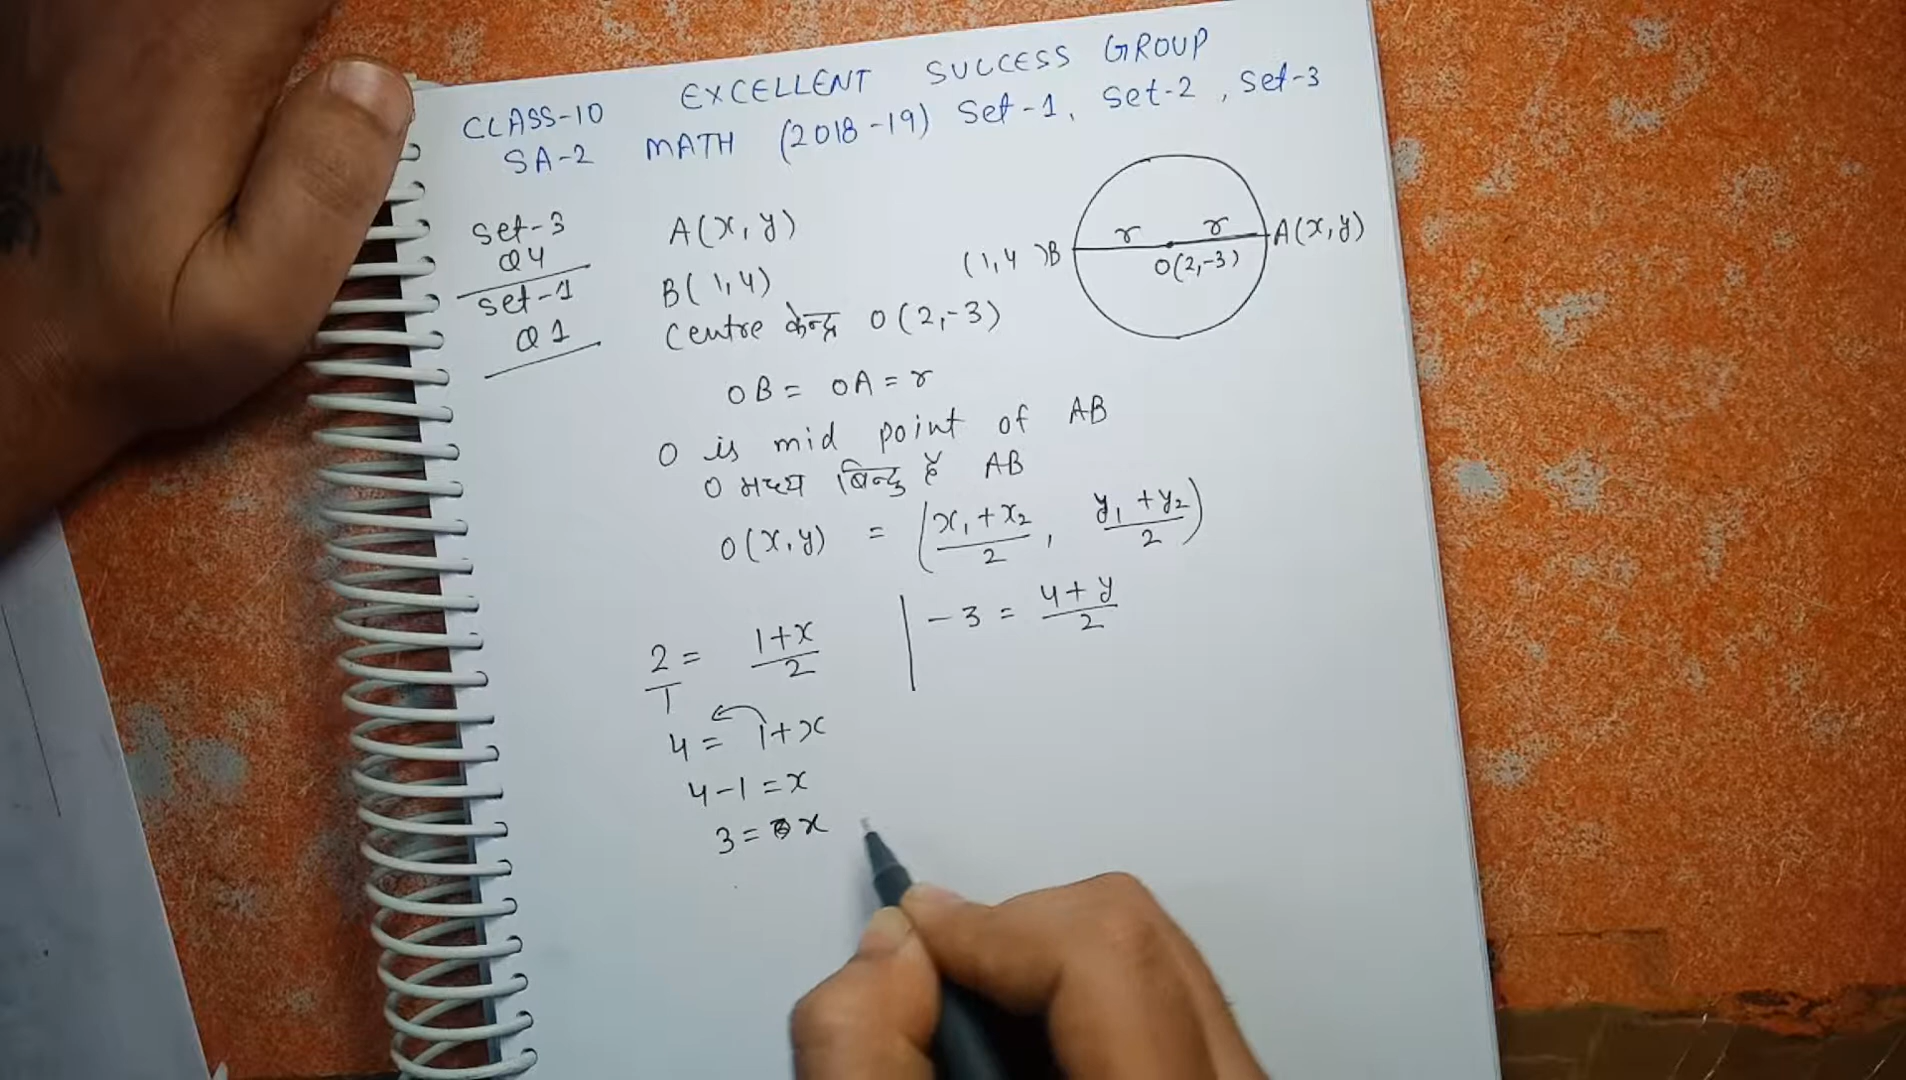 EXCELLENT SUCCESS GROUP
CLASS-10
SA-2 MATH (2018-19) Set-1, Set-2, Set-3
Set-3
Q4
Set-1
Q1
A(x, y)
B(1, 4)
Centre केन्द्र O(2, -3)
(1, 4)B
r
r
A(x, y)
O(2, -3)
OB = OA = r
O is mid point of AB
O मध्य बिन्दु है AB
O(x, y) = (x₁ + x₂ / 2, y₁ + y₂ / 2)
2/1 = 1+x / 2
-3 = 4+y / 2
4 = 1+x
4-1 = x
3 = x